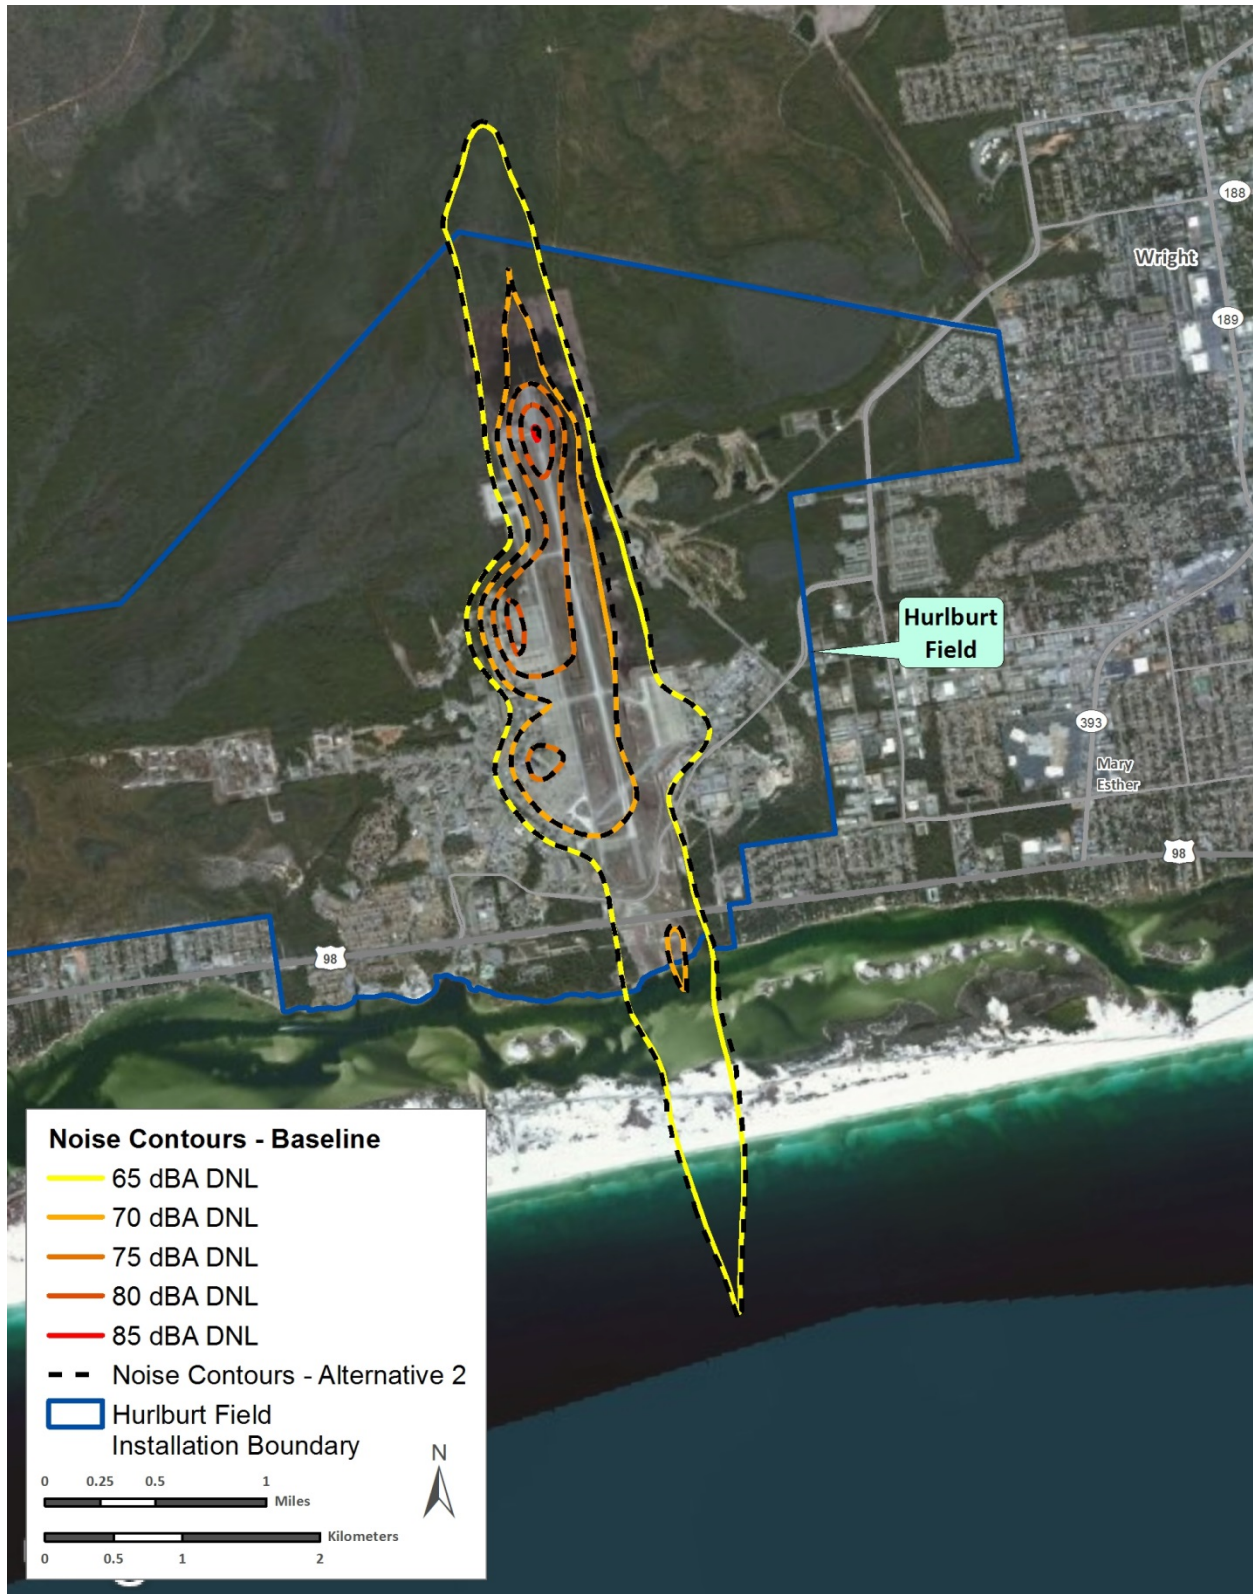 188
Wright
189
Hurlburt
Field
393
Mary
Esther
98
98
Noise Contours - Baseline
65 dBA DNL
70 dBA DNL
75 dBA DNL
80 dBA DNL
85 dBA DNL
Noise Contours - Alternative 2
Hurlburt Field
Installation Boundary
N
0 0.25 0.5 1
Miles
Kilometers
0 0.5 1 2